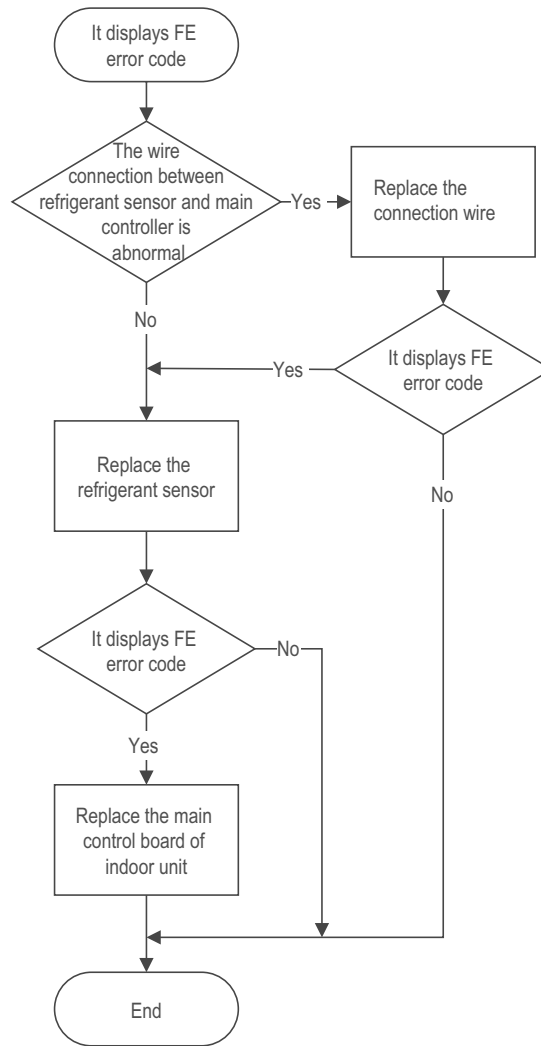 It displays FE
error code
The wire
connection between
refrigerant sensor and main
controller is
abnormal
Yes
Replace the
connection wire
No
Yes
It displays FE
error code
Replace the
refrigerant sensor
No
It displays FE
error code
No
Yes
Replace the main
control board of
indoor unit
End